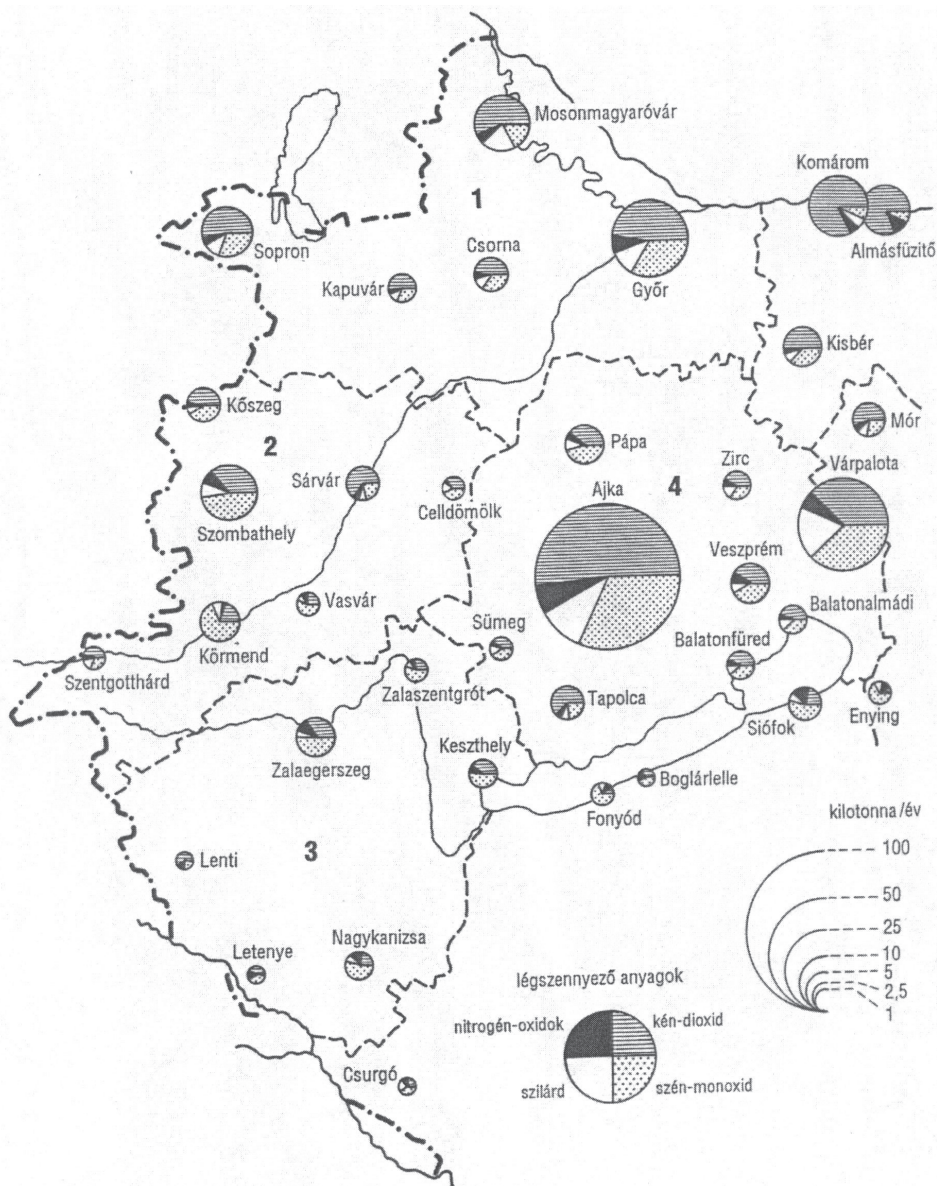 Mosonmagyaróvár
Komárom
1
Almásfüzitő
Sopron
Csorna
Győr
Kapuvár
Kisbér
Kőszeg
Mór
2
Pápa
Zirc
Várpalota
Sárvár
Ajka
4
Celldömölk
Szombathely
Veszprém
Vasvár
Balatonalmádi
Sümeg
Balatonfüred
Körmend
Szentgotthárd
Zalaszentgrót
Tapolca
Siófok
Enying
Keszthely
Zalaegerszeg
Boglárlelle
Fonyód
kilotonna/év
100
3
Lenti
50
25
Nagykanizsa
10
Letenye
légszennyező anyagok
5
2,5
1
nitrogén-oxidok
kén-dioxid
Csurgó
szilárd
szén-monoxid